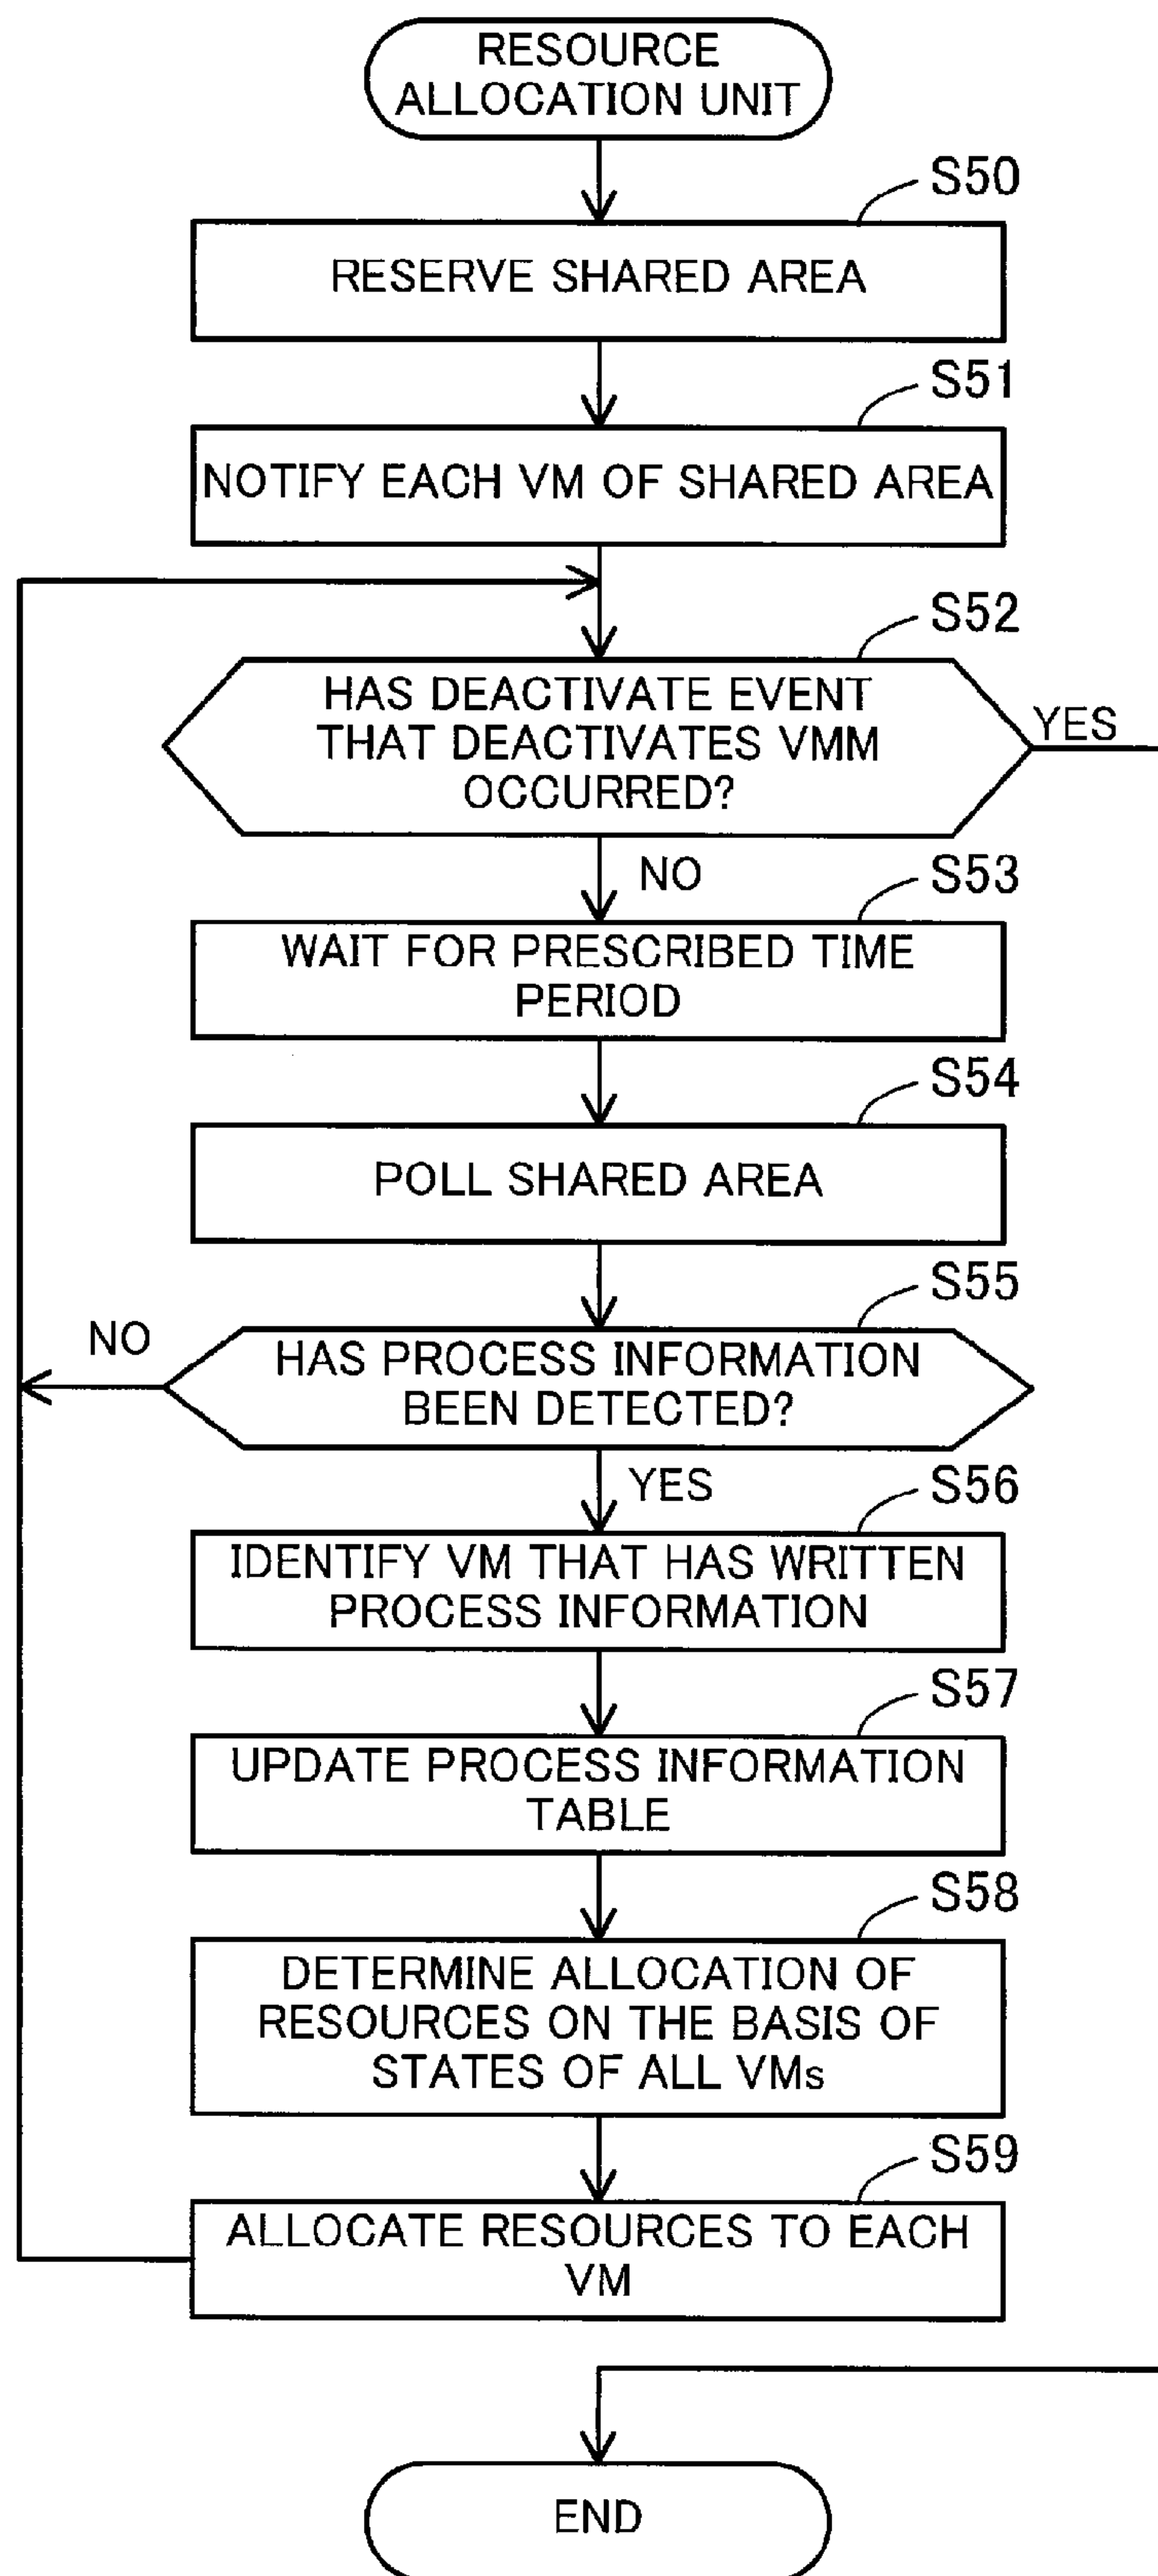 RESOURCE
ALLOCATION UNIT
S50
RESERVE SHARED AREA
S51
NOTIFY EACH VM OF SHARED AREA
S52
HAS DEACTIVATE EVENT
THAT DEACTIVATES VMM
OCCURRED?
YES
NO
S53
WAIT FOR PRESCRIBED TIME
PERIOD
S54
POLL SHARED AREA
S55
NO
HAS PROCESS INFORMATION
BEEN DETECTED?
YES
S56
IDENTIFY VM THAT HAS WRITTEN
PROCESS INFORMATION
S57
UPDATE PROCESS INFORMATION
TABLE
S58
DETERMINE ALLOCATION OF
RESOURCES ON THE BASIS OF
STATES OF ALL VMs
S59
ALLOCATE RESOURCES TO EACH
VM
END